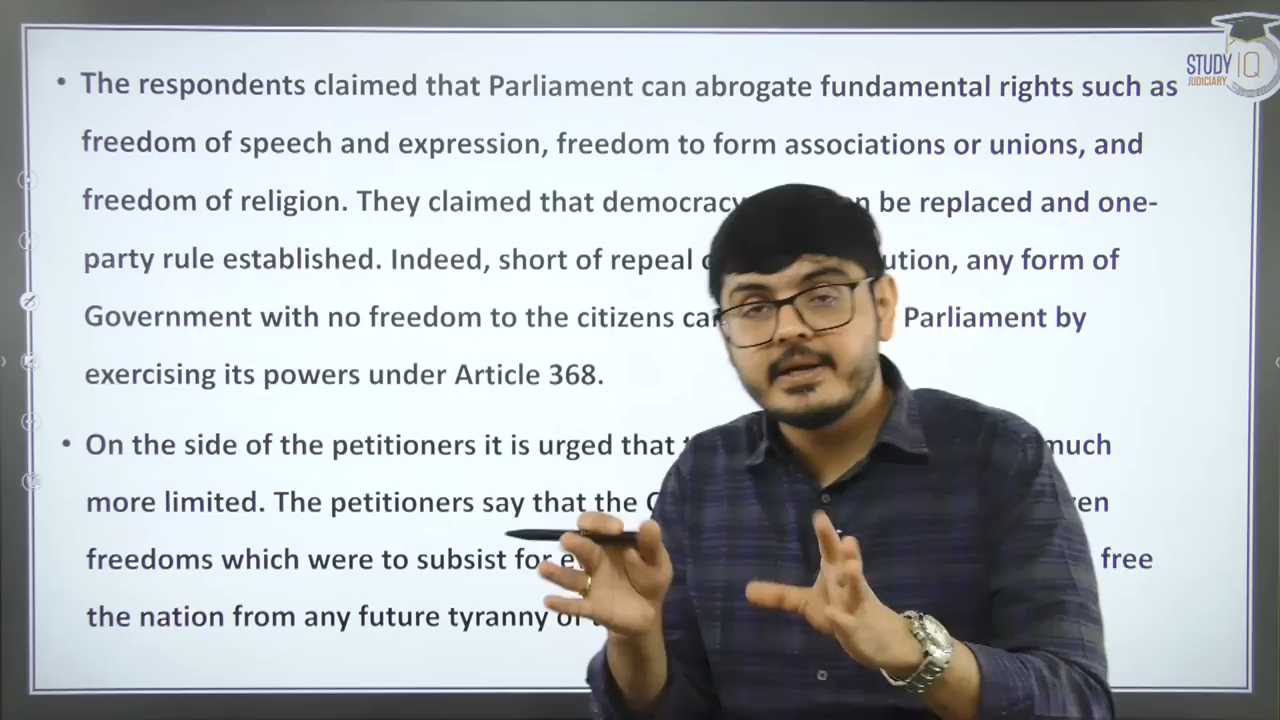 STUDY IQ
JUDICIARY
• The respondents claimed that Parliament can abrogate fundamental rights such as
freedom of speech and expression, freedom to form associations or unions, and
freedom of religion. They claimed that democracy be replaced and one-
party rule established. Indeed, short of repeal any form of
Government with no freedom to the citizens Parliament by
exercising its powers under Article 368.
• On the side of the petitioners it is urged that much
more limited. The petitioners say that the
freedoms which were to subsist for free
the nation from any future tyranny